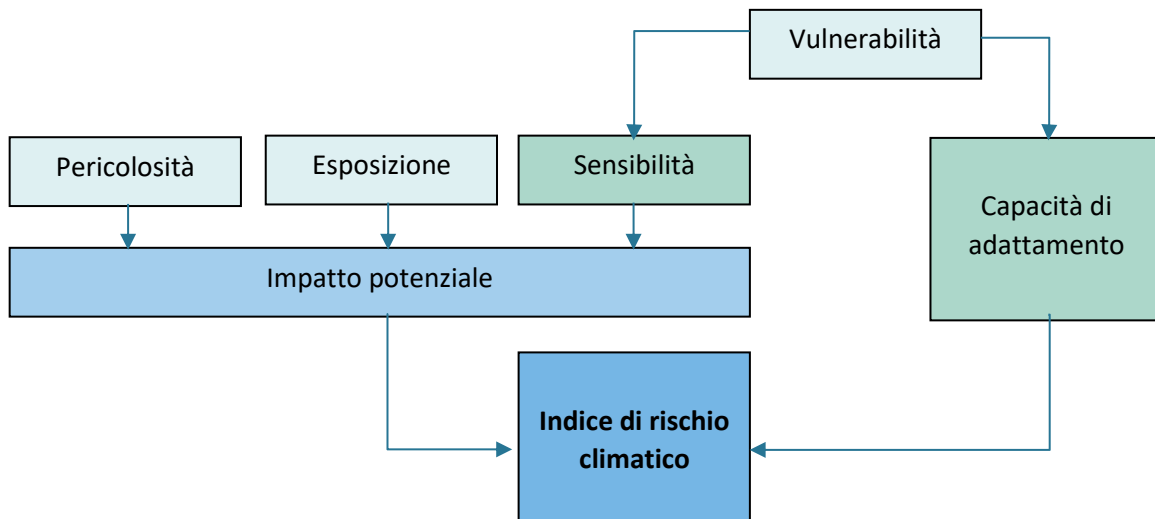 Vulnerabilità
Pericolosità
Esposizione
Sensibilità
Capacità di
adattamento
Impatto potenziale
Indice di rischio
climatico